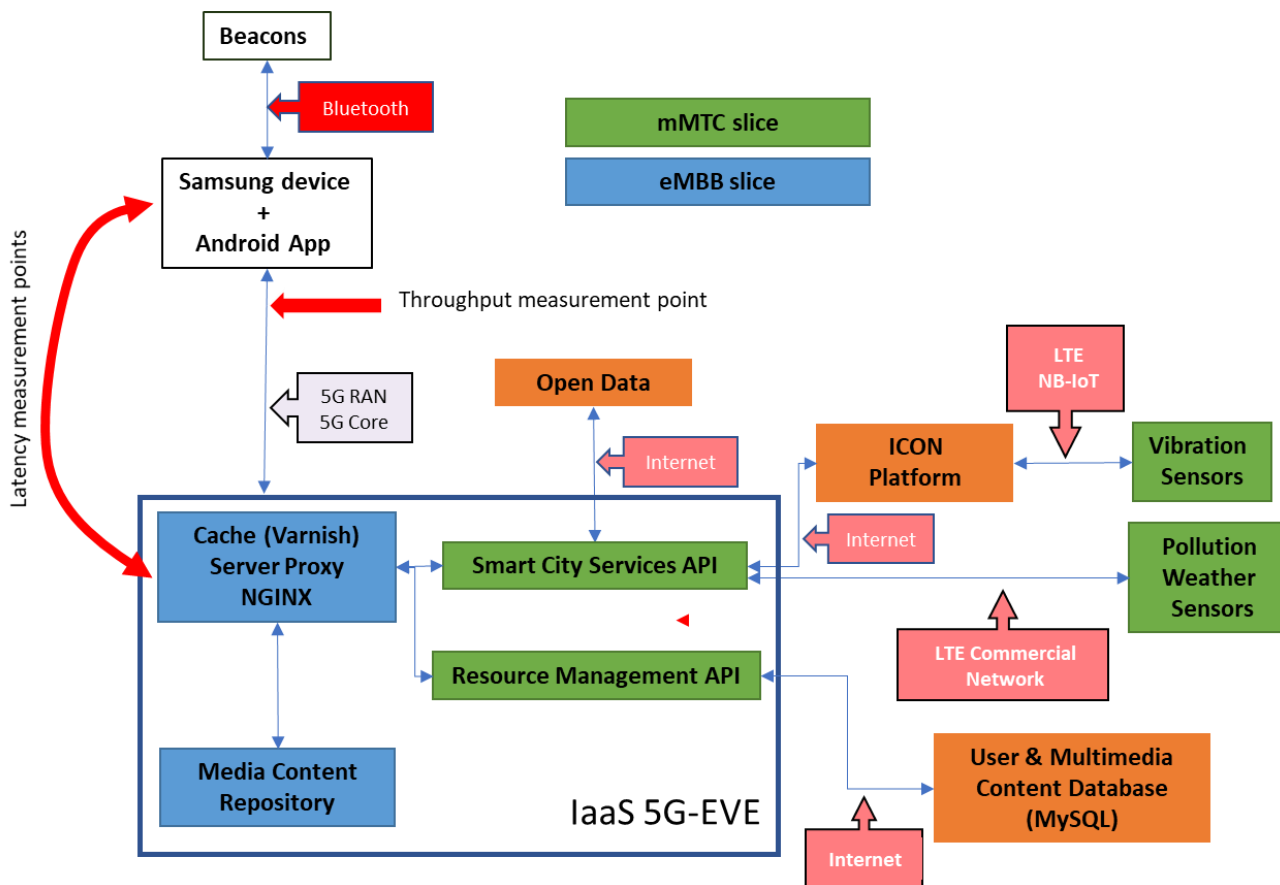 Beacons
Bluetooth
mMTC slice
eMBB slice
Samsung device
+
Android App
Latency measurement points
Throughput measurement point
5G RAN
5G Core
Open Data
Internet
LTE
NB-IoT
ICON
Platform
Vibration
Sensors
Internet
Cache (Varnish)
Server Proxy
NGINX
Smart City Services API
Pollution
Weather
Sensors
Resource Management API
LTE Commercial
Network
Media Content
Repository
IaaS 5G-EVE
User & Multimedia
Content Database
(MySQL)
Internet